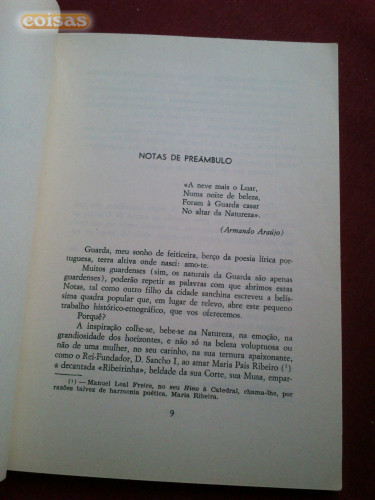 coisas
NOTAS DE PREÂMBULO
«A neve mais o Luar,
Numa noite de beleza,
Foram à Guarda casar
No altar da Natureza».
(Armando Araújo)
Guarda, meu sonho de feiticeira, berço da poesia lírica por-
tuguesa, terra altiva onde nasci: amo-te.
Muitos guardenses (sim, os naturais da Guarda são apenas
guardenses), poderão repetir as palavras com que abrimos estas
Notas, tal como outro filho da cidade sanchina escreveu a belís-
sima quadra popular que, em lugar de relevo, abre este pequeno
trabalho histórico-etnográfico, que vos oferecemos.
Porquê?
A inspiração colhe-se, bebe-se na Natureza, na emoção, na
grandiosidade dos horizontes, e não só na beleza voluptuosa ou
não de uma mulher, no seu carinho, na sua ternura apaixonante,
como o Rei-Fundador, D. Sancho I, ao amar Maria Pais Ribeiro (¹)
a decantada «Ribeirinha», beldade da sua Corte, sua Musa, empar-
(¹) — Manuel Leal Freire, no seu Hino à Catedral, chama-lhe, por
razões talvez de harmonia poética, Maria Ribeira.
9